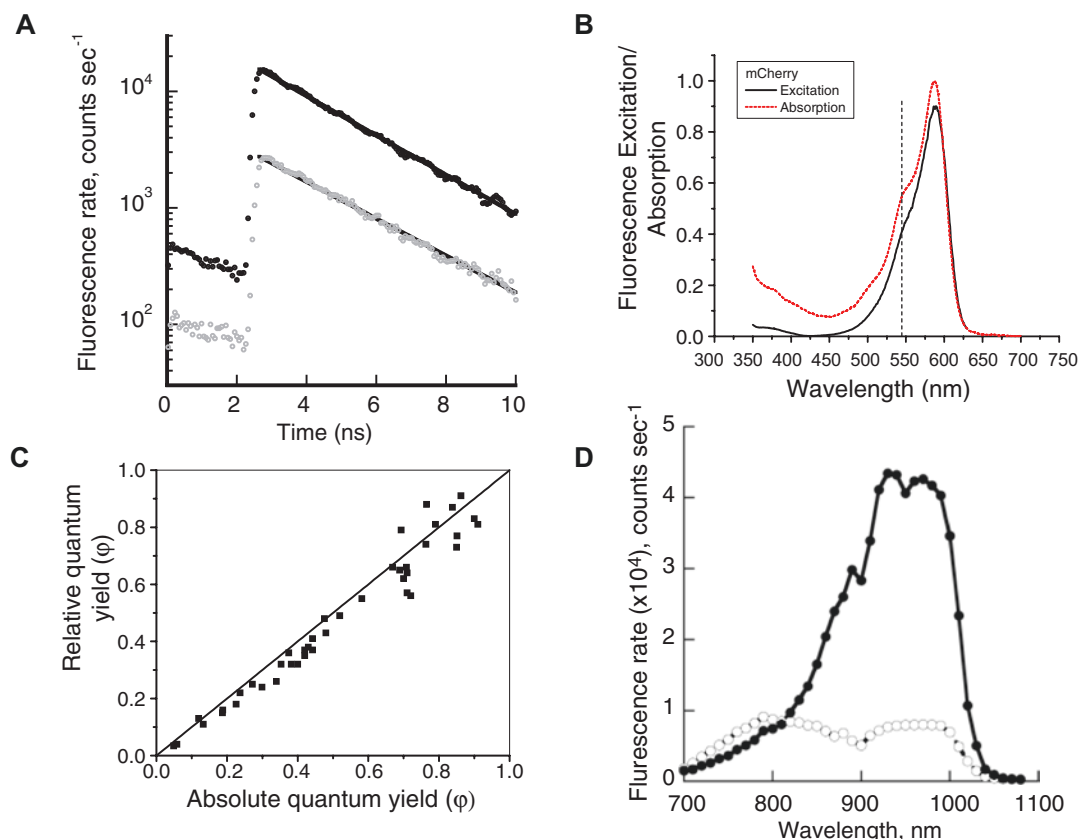 A
Fluorescence rate, counts sec-1
10^4
10^3
10^2
0 2 4 6 8 10
Time (ns)
B
Fluorescence Excitation/
Absorption
mCherry
Excitation
Absorption
1.0
0.8
0.6
0.4
0.2
0.0
300 350 400 450 500 550 600 650 700 750
Wavelength (nm)
C
Relative quantum
yield (φ)
1.0
0.8
0.6
0.4
0.2
0.0
0.0 0.2 0.4 0.6 0.8 1.0
Absolute quantum yield (φ)
D
Flurescence rate (x10^4), counts sec-1
5
4
3
2
1
0
700 800 900 1000 1100
Wavelength, nm